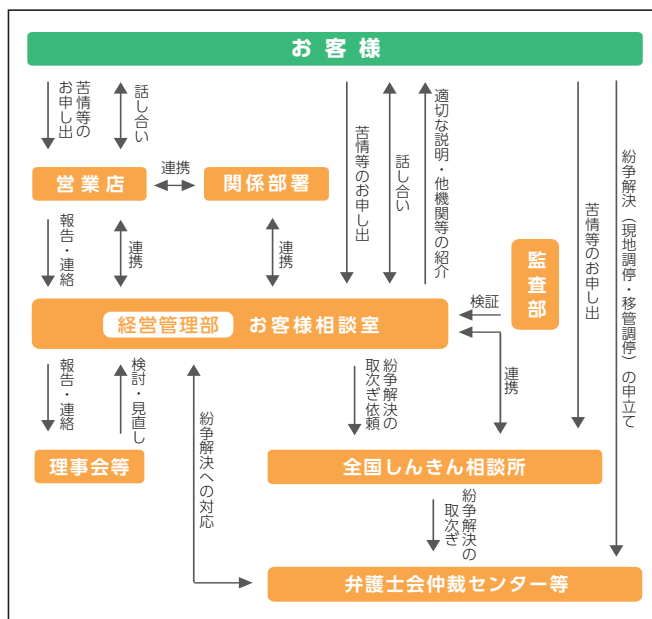 お客様
苦情等の
お申し出
話し合い
苦情等のお申し出
話し合い
適切な説明・他機関等の紹介
苦情等のお申し出
紛争解決（現地調停・移管調停）の申立て
営業店
連携
関係部署
報告・連絡
連携
連携
監査部
検証
経営管理部 お客様相談室
報告・連絡
検討・見直し
紛争解決への対応
紛争解決の
取次ぎ依頼
連携
理事会等
全国しんきん相談所
紛争解決の
取次ぎ
弁護士会仲裁センター等